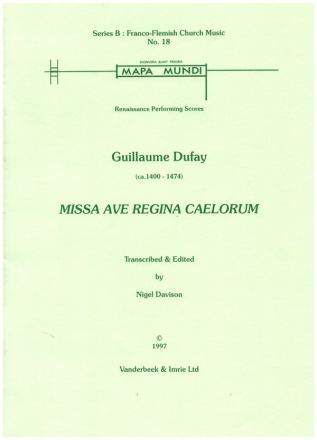 Series B : Franco-Flemish Church Music
No. 18
MAPA MUNDI
Renaissance Performing Scores
Guillaume Dufay
(ca.1400 - 1474)
MISSA AVE REGINA CAELORUM
Transcribed & Edited
by
Nigel Davison
©
1997
Vanderbeek & Imrie Ltd